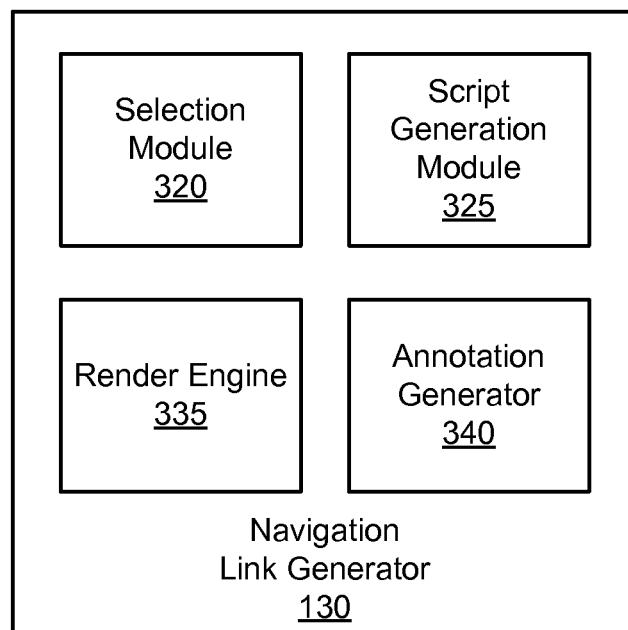 Selection
Module
320
Script
Generation
Module
325
Render Engine
335
Annotation
Generator
340
Navigation
Link Generator
130